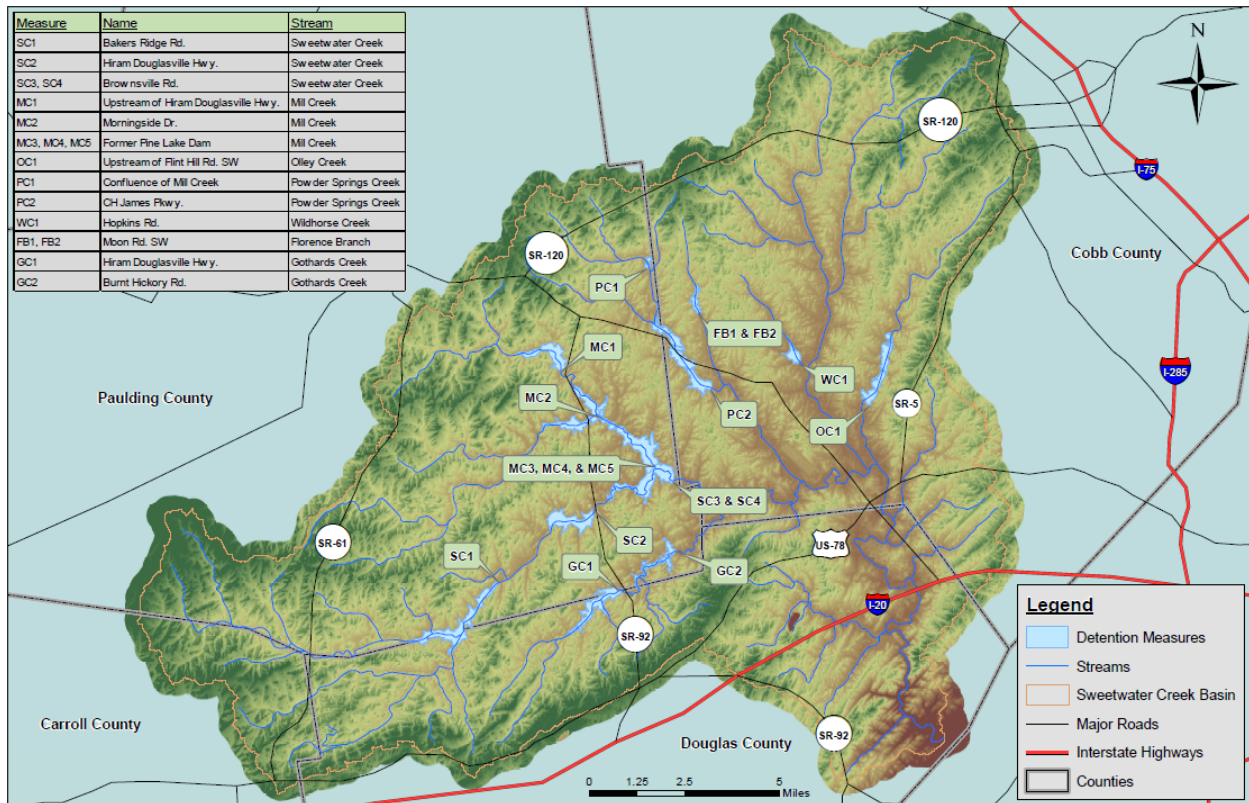 Measure Name Stream
SC1 Bakers Ridge Rd. Sweetwater Creek
SC2 Hiram Douglasville Hwy. Sweetwater Creek
SC3, SC4 Brownsville Rd. Sweetwater Creek
MC1 Upstream of Hiram Douglasville Hwy. Mill Creek
MC2 Morningside Dr. Mill Creek
MC3, MC4, MC5 Former Pine Lake Dam Mill Creek
OC1 Upstream of Flint Hill Rd. SW Olley Creek
PC1 Confluence of Mill Creek Powder Springs Creek
PC2 CH James Pkwy. Powder Springs Creek
WC1 Hopkins Rd. Wildhorse Creek
FB1, FB2 Moon Rd. SW Florence Branch
GC1 Hiram Douglasville Hwy. Gothards Creek
GC2 Burnt Hickory Rd. Gothards Creek
N
SR-120
I-75
Cobb County
SR-120
PC1
FB1 & FB2
MC1
WC1
I-285
Paulding County
MC2
PC2
SR-5
OC1
MC3, MC4, & MC5
SC3 & SC4
SR-61
SC2
US-78
SC1
GC1
GC2
I-20
SR-92
Carroll County
Douglas County
SR-92
0 1.25 2.5 5
Miles
Legend
Detention Measures
Streams
Sweetwater Creek Basin
Major Roads
Interstate Highways
Counties